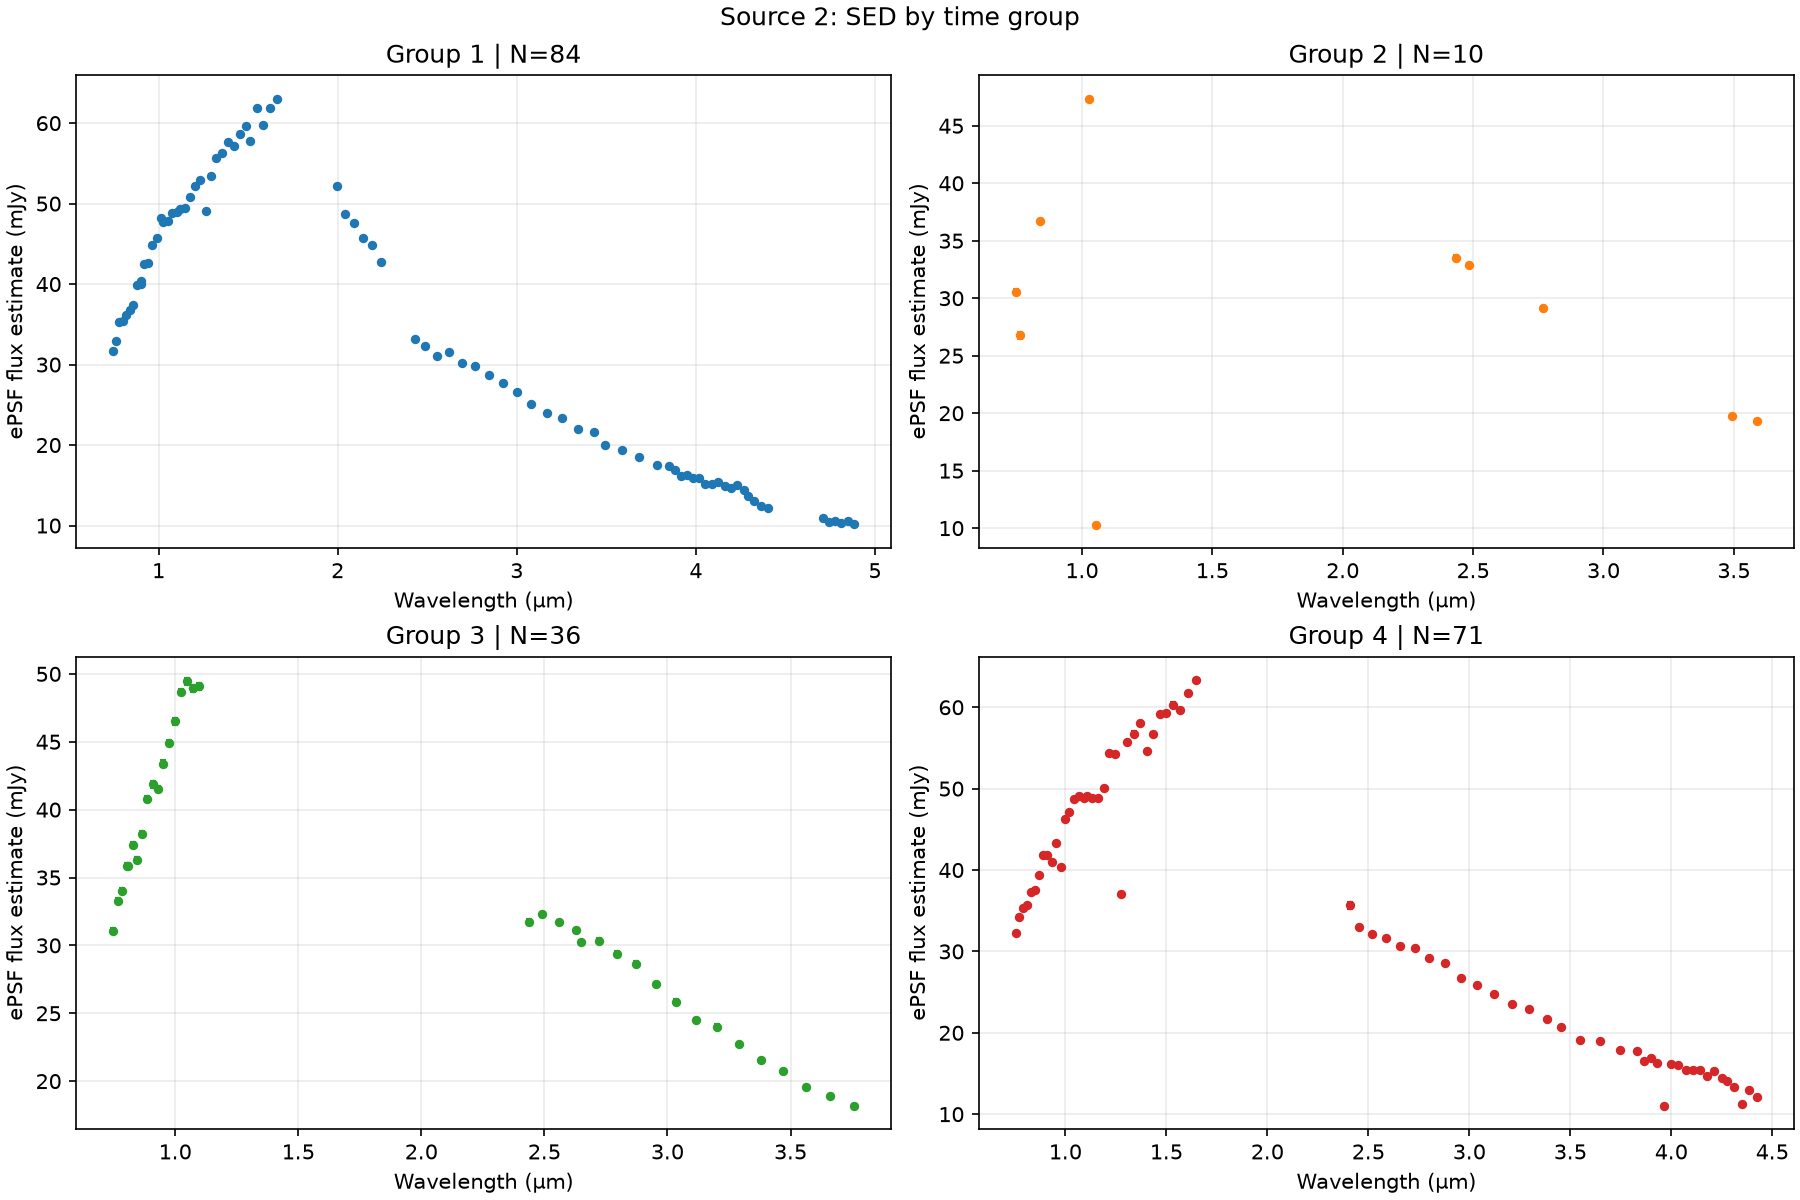 Source 2: SED by time group
Group 1 | N=84
ePSF flux estimate (mJy)
60
50
40
30
20
10
1 2 3 4 5
Wavelength (µm)
Group 2 | N=10
ePSF flux estimate (mJy)
45
40
35
30
25
20
15
10
1.0 1.5 2.0 2.5 3.0 3.5
Wavelength (µm)
Group 3 | N=36
ePSF flux estimate (mJy)
50
45
40
35
30
25
20
1.0 1.5 2.0 2.5 3.0 3.5
Wavelength (µm)
Group 4 | N=71
ePSF flux estimate (mJy)
60
50
40
30
20
10
1.0 1.5 2.0 2.5 3.0 3.5 4.0 4.5
Wavelength (µm)